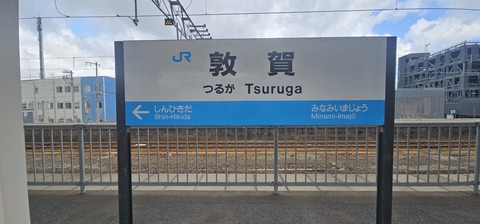 JR
敦賀
つるが Tsuruga
← しんひきだ みなみいまじょう
Shin-Hikida Minami-Imajō